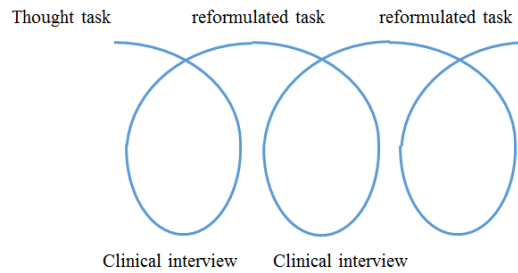 Thought task reformulated task reformulated task
Clinical interview Clinical interview